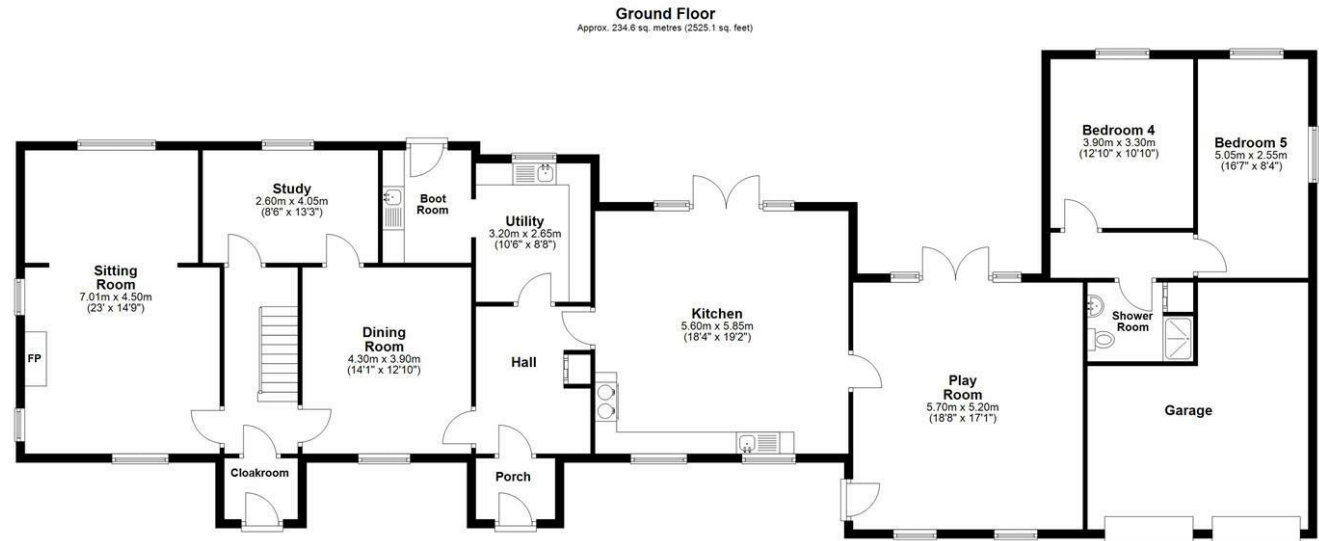 Ground Floor
Approx. 234.6 sq. metres (2525.1 sq. feet)
Bedroom 4
3.90m x 3.30m
(12'10" x 10'10")
Bedroom 5
5.05m x 2.55m
(16'7" x 8'4")
Study
2.60m x 4.05m
(8'6" x 13'3")
Boot
Room
Utility
3.20m x 2.65m
(10'6" x 8'8")
Sitting
Room
7.01m x 4.50m
(23' x 14'9")
FP
Dining
Room
4.30m x 3.90m
(14'1" x 12'10")
Hall
Kitchen
5.60m x 5.85m
(18'4" x 19'2")
Shower
Room
Play
Room
5.70m x 5.20m
(18'8" x 17'1")
Garage
Cloakroom
Porch